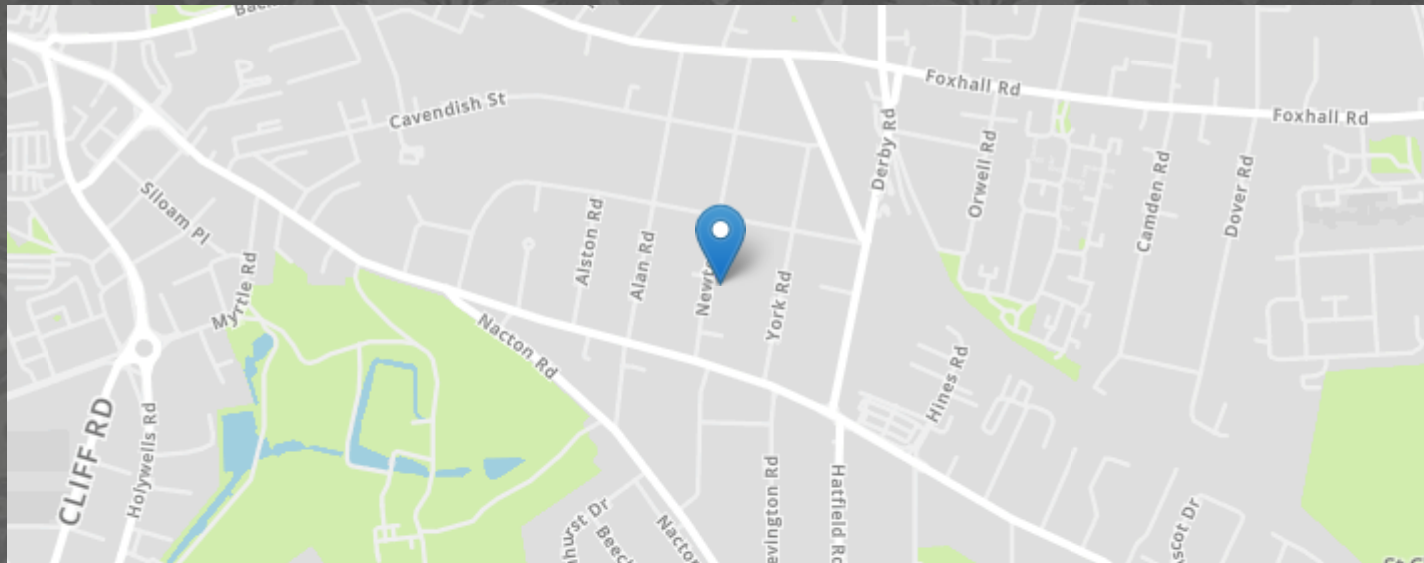 Foxhall Rd
Foxhall Rd
Cavendish St
Derby Rd
Orwell Rd
Camden Rd
Dover Rd
Siloam Pl
Alston Rd
Alan Rd
Myrtle Rd
York Rd
Nacton Rd
Hines Rd
CLIFF RD
Holywells Rd
Hatfield Rd